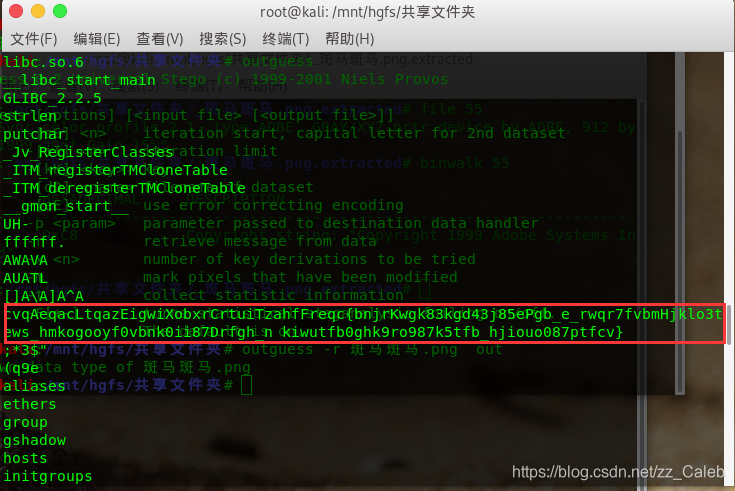 root@kali: /mnt/hgfs/共享文件夹
文件(F) 编辑(E) 查看(V) 搜索(S) 终端(T) 帮助(H)
libc.so.6
outguess
__libc_start_main
Stego (c) 1999-2001 Niels Provos
GLIBC_2.2.5
strlen
[options] [<input file> [<output file>]]
putchar
<n> iteration start, capital letter for 2nd dataset
_Jv_RegisterClasses
iteration limit
_ITM_registerTMCloneTable
_ITM_deregisterTMCloneTable
dataset
__gmon_start__
use error correcting encoding
UH-
-p <param> parameter passed to destination data handler
ffffff.
retrieve message from data
AWAVA
<n> number of key derivations to be tried
AUATL
mark pixels that have been modified
[]A\A]A^A
collect statistic information
cvqAeqacLtqazEigwiXobxrCrtuiTzahfFreqc{bnjrKwgk83kgd43j85ePgb_e_rwqr7fvbmHjklo3t
ews_hmkogooyf0vbnk0ii87Drfgh_n kiwutfb0ghk9ro987k5tfb_hjiouo087ptfcv}
;*3$"
/mnt/hgfs/共享文件夹# outguess -r 斑马斑马.png out
(q9e
data type of 斑马斑马.png
aliases
/mnt/hgfs/共享文件夹#
ethers
group
gshadow
hosts
initgroups
https://blog.csdn.net/zz_Caleb